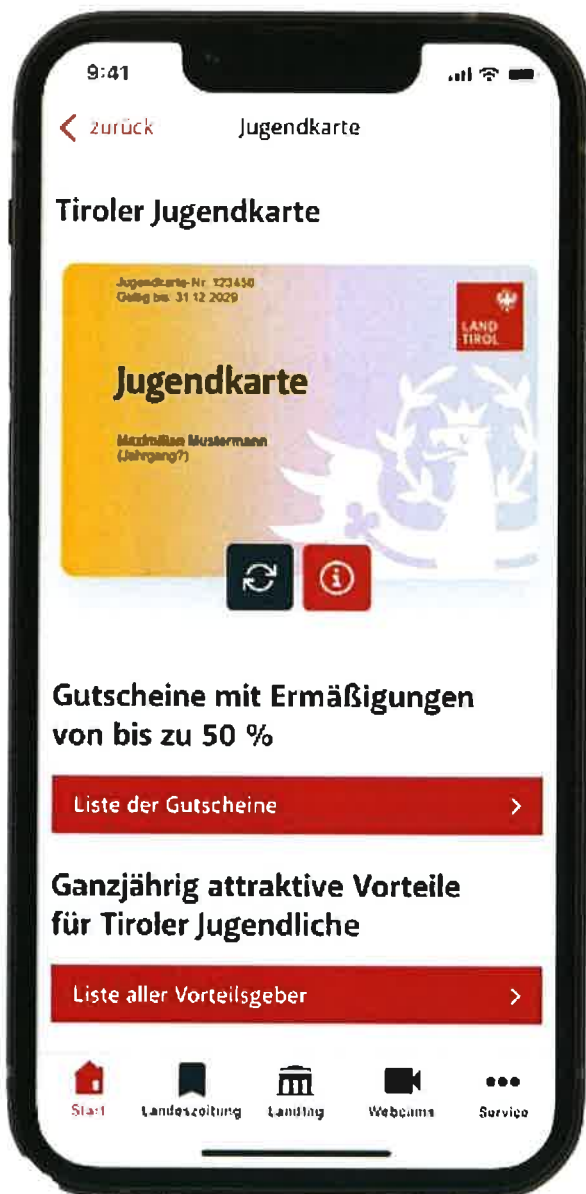 9:41
zurück
Jugendkarte
Tiroler Jugendkarte
Jugendkarte-Nr. 123450
Gültig bis: 31.12.2029
LAND
TIROL
Jugendkarte
Maximilian Mustermann
(Jahrgang?)
Gutscheine mit Ermäßigungen
von bis zu 50 %
Liste der Gutscheine
Ganzjährig attraktive Vorteile
für Tiroler Jugendliche
Liste aller Vorteilsgeber
Start
Landeszeitung
Landtag
Webcams
Service